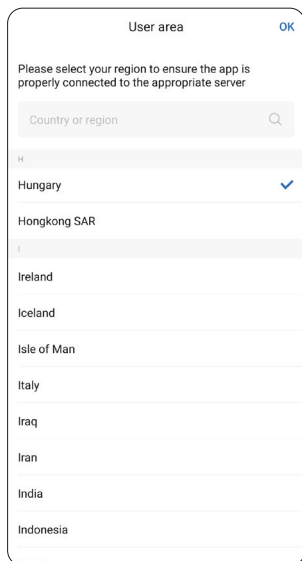 User area
OK
Please select your region to ensure the app is
properly connected to the appropriate server
Country or region
H
Hungary
Hongkong SAR
I
Ireland
Iceland
Isle of Man
Italy
Iraq
Iran
India
Indonesia